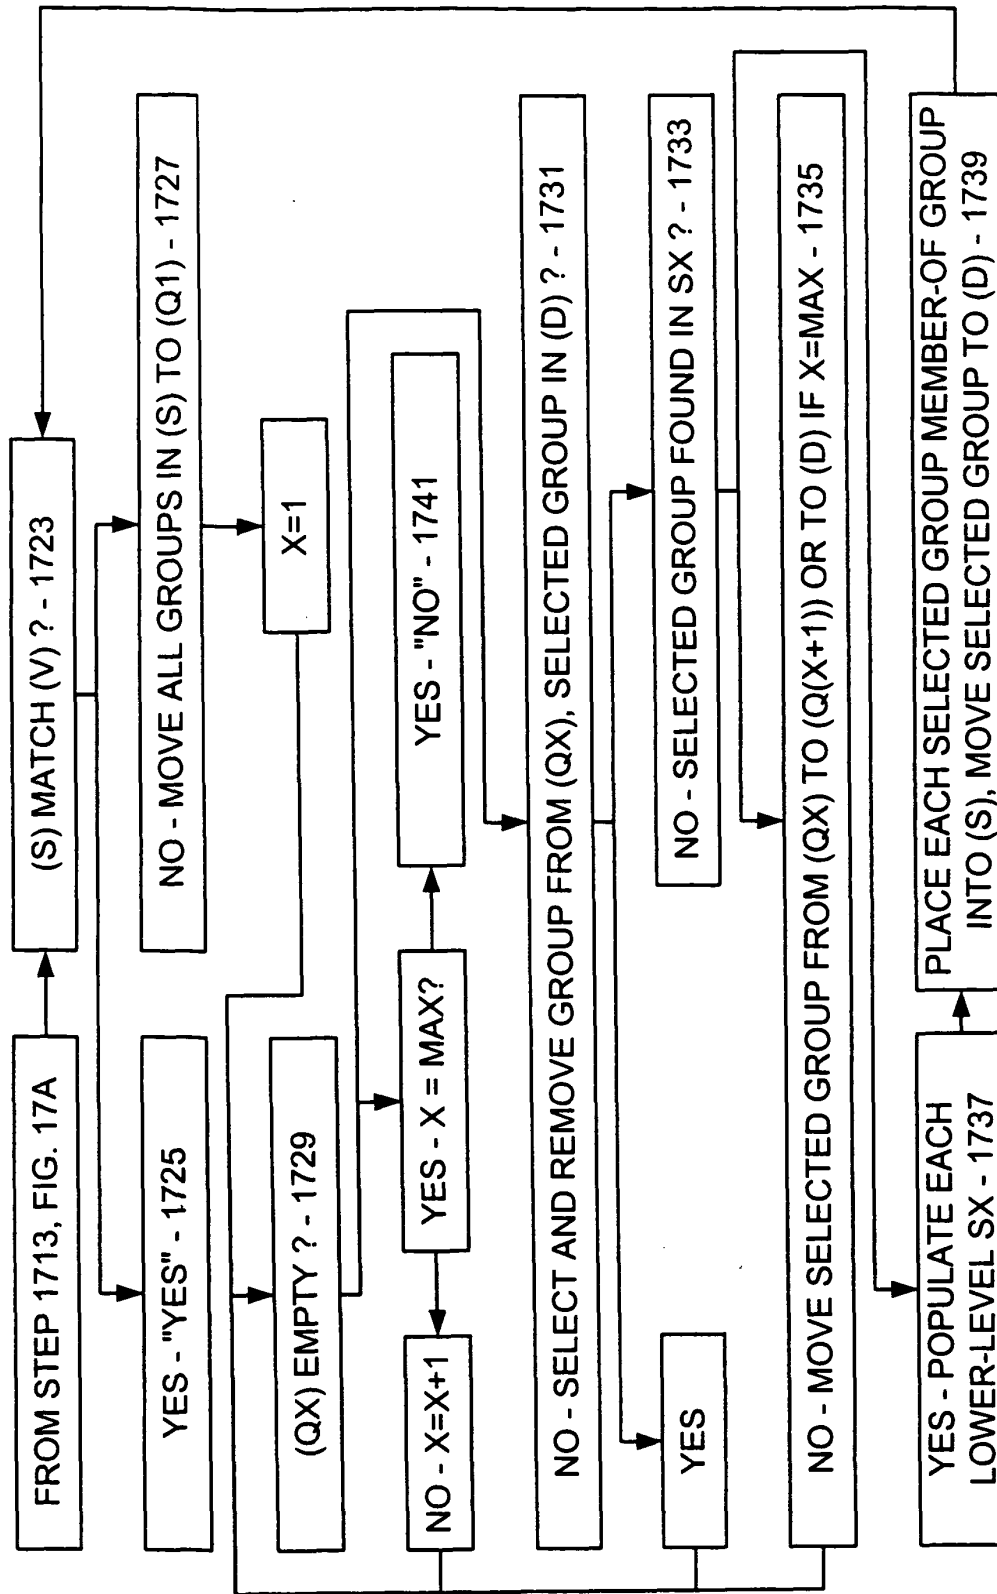 FROM STEP 1713, FIG. 17A
(S) MATCH (V) ? - 1723
YES - "YES" - 1725
NO - MOVE ALL GROUPS IN (S) TO (Q1) - 1727
(QX) EMPTY ? - 1729
X=1
NO - X=X+1
YES - X = MAX?
YES - "NO" - 1741
NO - SELECT AND REMOVE GROUP FROM (QX), SELECTED GROUP IN (D) ? - 1731
YES
NO - SELECTED GROUP FOUND IN SX ? - 1733
NO - MOVE SELECTED GROUP FROM (QX) TO (Q(X+1)) OR TO (D) IF X=MAX - 1735
YES - POPULATE EACH
LOWER-LEVEL SX - 1737
PLACE EACH SELECTED GROUP MEMBER-OF GROUP
INTO (S), MOVE SELECTED GROUP TO (D) - 1739